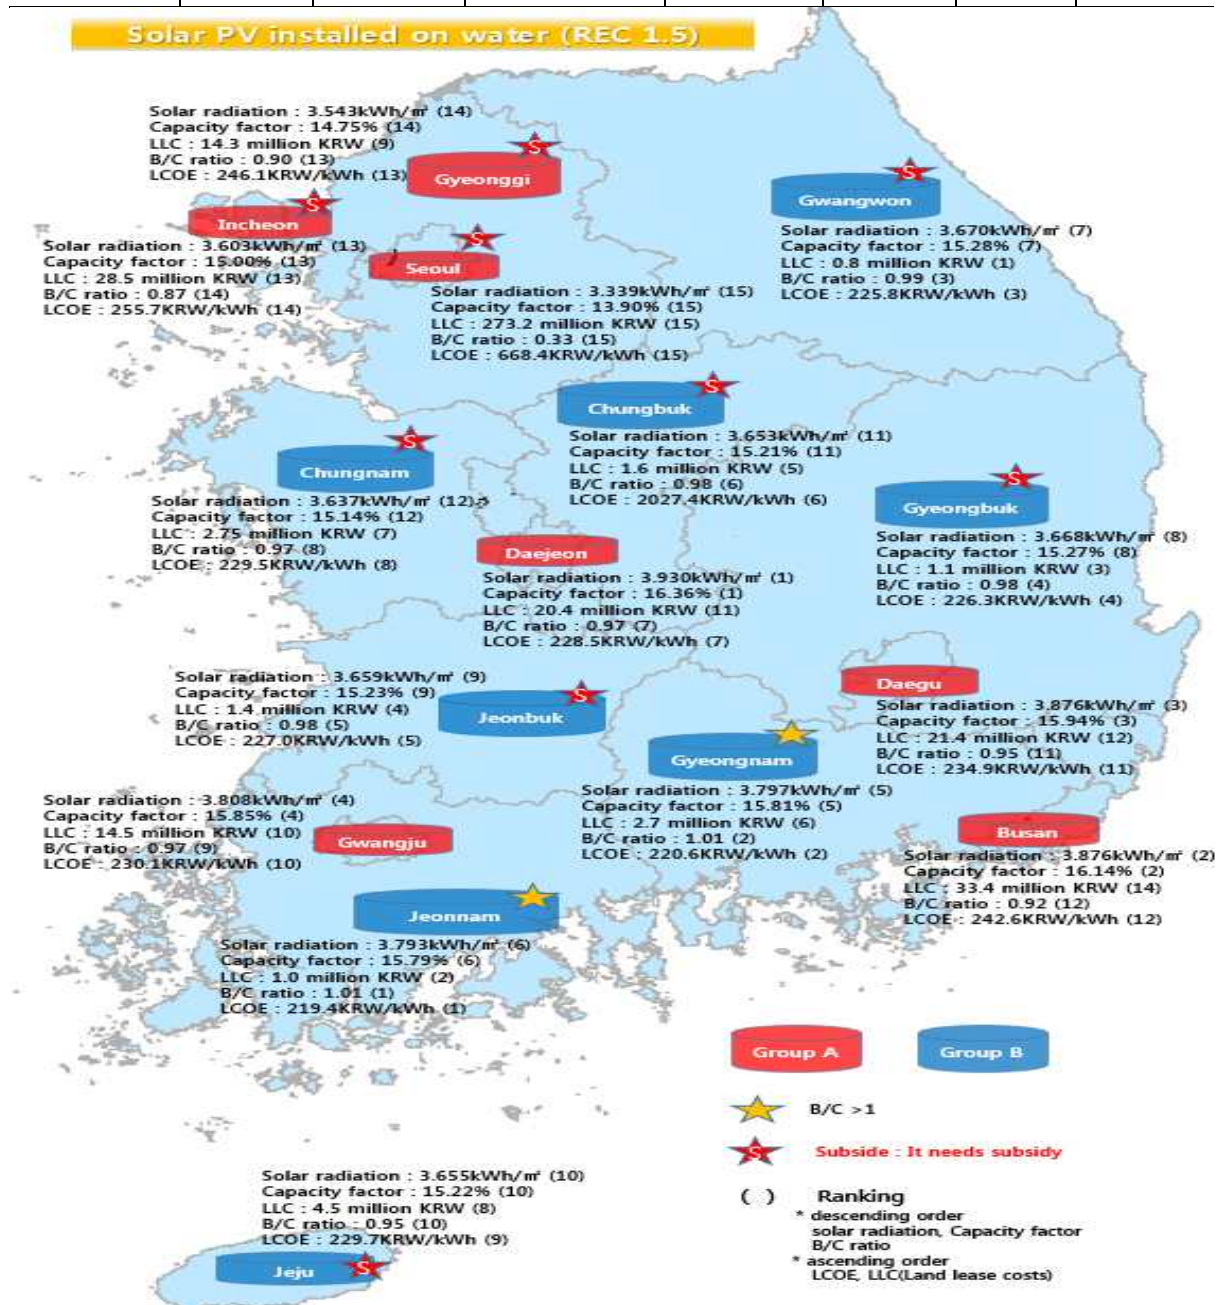 Solar PV installed on water (REC 1.5)
Solar radiation : 3.543kWh/㎡ (14)
Capacity factor : 14.75% (14)
LLC : 14.3 million KRW (9)
B/C ratio : 0.90 (13)
LCOE : 246.1KRW/kWh (13)
S
Gyeonggi
S
Gwangwon
Solar radiation : 3.670kWh/㎡ (7)
Capacity factor : 15.28% (7)
LLC : 0.8 million KRW (1)
B/C ratio : 0.99 (3)
LCOE : 225.8KRW/kWh (3)
S
Incheon
Solar radiation : 3.603kWh/㎡ (13)
Capacity factor : 15.00% (13)
LLC : 28.5 million KRW (13)
B/C ratio : 0.87 (14)
LCOE : 255.7KRW/kWh (14)
S
Seoul
Solar radiation : 3.339kWh/㎡ (15)
Capacity factor : 13.90% (15)
LLC : 273.2 million KRW (15)
B/C ratio : 0.33 (15)
LCOE : 668.4KRW/kWh (15)
S
Chungbuk
Solar radiation : 3.653kWh/㎡ (11)
Capacity factor : 15.21% (11)
LLC : 1.6 million KRW (5)
B/C ratio : 0.98 (6)
LCOE : 2027.4KRW/kWh (6)
S
Chungnam
Solar radiation : 3.637kWh/㎡ (12)
Capacity factor : 15.14% (12)
LLC : 2.75 million KRW (7)
B/C ratio : 0.97 (8)
LCOE : 229.5KRW/kWh (8)
S
Gyeongbuk
Solar radiation : 3.668kWh/㎡ (8)
Capacity factor : 15.27% (8)
LLC : 1.1 million KRW (3)
B/C ratio : 0.98 (4)
LCOE : 226.3KRW/kWh (4)
Daejeon
Solar radiation : 3.930kWh/㎡ (1)
Capacity factor : 16.36% (1)
LLC : 20.4 million KRW (11)
B/C ratio : 0.97 (7)
LCOE : 228.5KRW/kWh (7)
Solar radiation : 3.659kWh/㎡ (9)
Capacity factor : 15.23% (9)
LLC : 1.4 million KRW (4)
B/C ratio : 0.98 (5)
LCOE : 227.0KRW/kWh (5)
S
Jeonbuk
Daegu
Solar radiation : 3.876kWh/㎡ (3)
Capacity factor : 15.94% (3)
LLC : 21.4 million KRW (12)
B/C ratio : 0.95 (11)
LCOE : 234.9KRW/kWh (11)
Gyeongnam
Solar radiation : 3.797kWh/㎡ (5)
Capacity factor : 15.81% (5)
LLC : 2.7 million KRW (6)
B/C ratio : 1.01 (2)
LCOE : 220.6KRW/kWh (2)
Solar radiation : 3.808kWh/㎡ (4)
Capacity factor : 15.85% (4)
LLC : 14.5 million KRW (10)
B/C ratio : 0.97 (9)
LCOE : 230.1KRW/kWh (10)
Gwangju
Busan
Solar radiation : 3.876kWh/㎡ (2)
Capacity factor : 16.14% (2)
LLC : 33.4 million KRW (14)
B/C ratio : 0.92 (12)
LCOE : 242.6KRW/kWh (12)
Jeonnam
Solar radiation : 3.793kWh/㎡ (6)
Capacity factor : 15.79% (6)
LLC : 1.0 million KRW (2)
B/C ratio : 1.01 (1)
LCOE : 219.4KRW/kWh (1)
Group A
Group B
B/C >1
S
Subside : It needs subsidy
( ) Ranking
* descending order
solar radiation, Capacity factor
B/C ratio
* ascending order
LCOE, LLC(Land lease costs)
Solar radiation : 3.655kWh/㎡ (10)
Capacity factor : 15.22% (10)
LLC : 4.5 million KRW (8)
B/C ratio : 0.95 (10)
LCOE : 229.7KRW/kWh (9)
Jeju
S